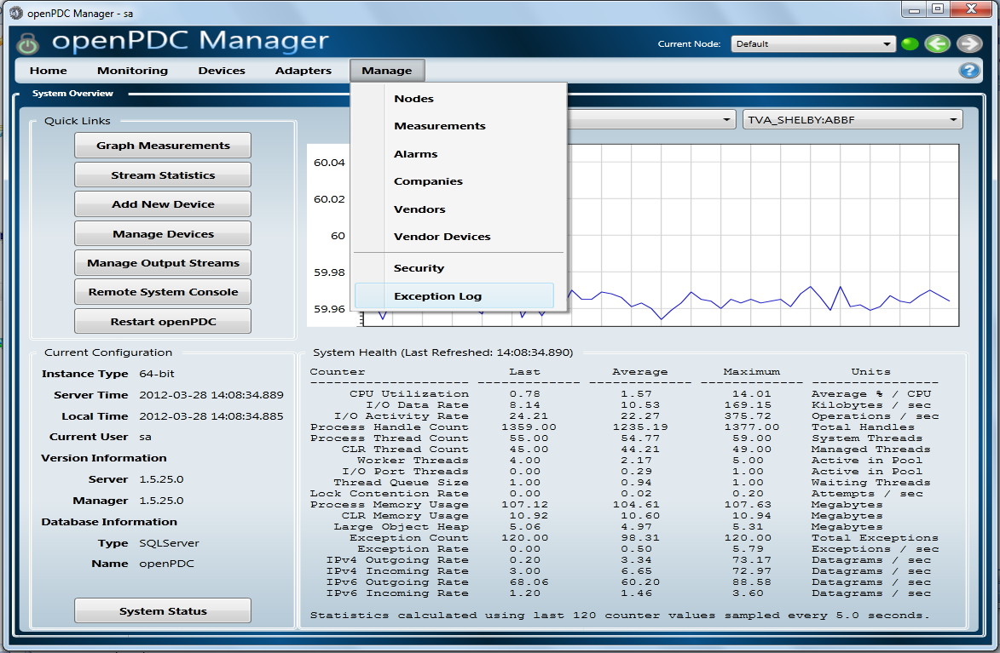 openPDC Manager - sa
openPDC Manager
Current Node: Default
Home Monitoring Devices Adapters Manage
System Overview
Nodes
Measurements
Alarms
Companies
Vendors
Vendor Devices
Security
Exception Log
Quick Links
Graph Measurements
Stream Statistics
Add New Device
Manage Devices
Manage Output Streams
Remote System Console
Restart openPDC
TVA_SHELBY:ABBF
60.04
60.02
60
59.98
59.96
Current Configuration
Instance Type 64-bit
Server Time 2012-03-28 14:08:34.889
Local Time 2012-03-28 14:08:34.885
Current User sa
Version Information
Server 1.5.25.0
Manager 1.5.25.0
Database Information
Type SQLServer
Name openPDC
System Status
System Health (Last Refreshed: 14:08:34.890)
Counter Last Average Maximum Units
-------------------- ------------- ------------- ------------- ----------------
CPU Utilization 0.78 1.57 14.01 Average % / CPU
I/O Data Rate 8.14 10.53 169.15 Kilobytes / sec
I/O Activity Rate 24.21 22.27 375.72 Operations / sec
Process Handle Count 1359.00 1235.19 1377.00 Total Handles
Process Thread Count 55.00 54.77 59.00 System Threads
CLR Thread Count 45.00 44.21 49.00 Managed Threads
Worker Threads 4.00 2.17 5.00 Active in Pool
I/O Port Threads 0.00 0.29 1.00 Active in Pool
Thread Queue Size 1.00 0.94 1.00 Waiting Threads
Lock Contention Rate 0.00 0.02 0.20 Attempts / sec
Process Memory Usage 107.12 104.61 107.63 Megabytes
CLR Memory Usage 10.92 10.60 10.94 Megabytes
Large Object Heap 5.06 4.97 5.31 Megabytes
Exception Count 120.00 98.31 120.00 Total Exceptions
Exception Rate 0.00 0.50 5.79 Exceptions / sec
IPv4 Outgoing Rate 0.20 3.34 73.17 Datagrams / sec
IPv4 Incoming Rate 3.00 6.65 72.97 Datagrams / sec
IPv6 Outgoing Rate 68.06 60.20 88.58 Datagrams / sec
IPv6 Incoming Rate 1.20 1.46 3.60 Datagrams / sec
Statistics calculated using last 120 counter values sampled every 5.0 seconds.